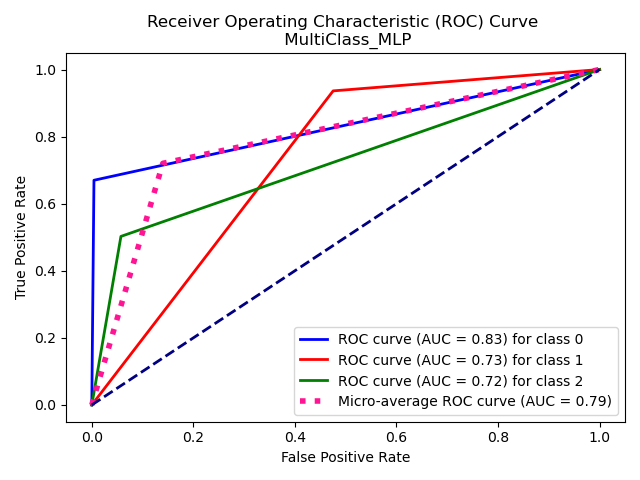 Receiver Operating Characteristic (ROC) Curve
MultiClass_MLP
1.0
0.8
0.6
0.4
0.2
0.0
True Positive Rate
ROC curve (AUC = 0.83) for class 0
ROC curve (AUC = 0.73) for class 1
ROC curve (AUC = 0.72) for class 2
Micro-average ROC curve (AUC = 0.79)
0.0 0.2 0.4 0.6 0.8 1.0
False Positive Rate